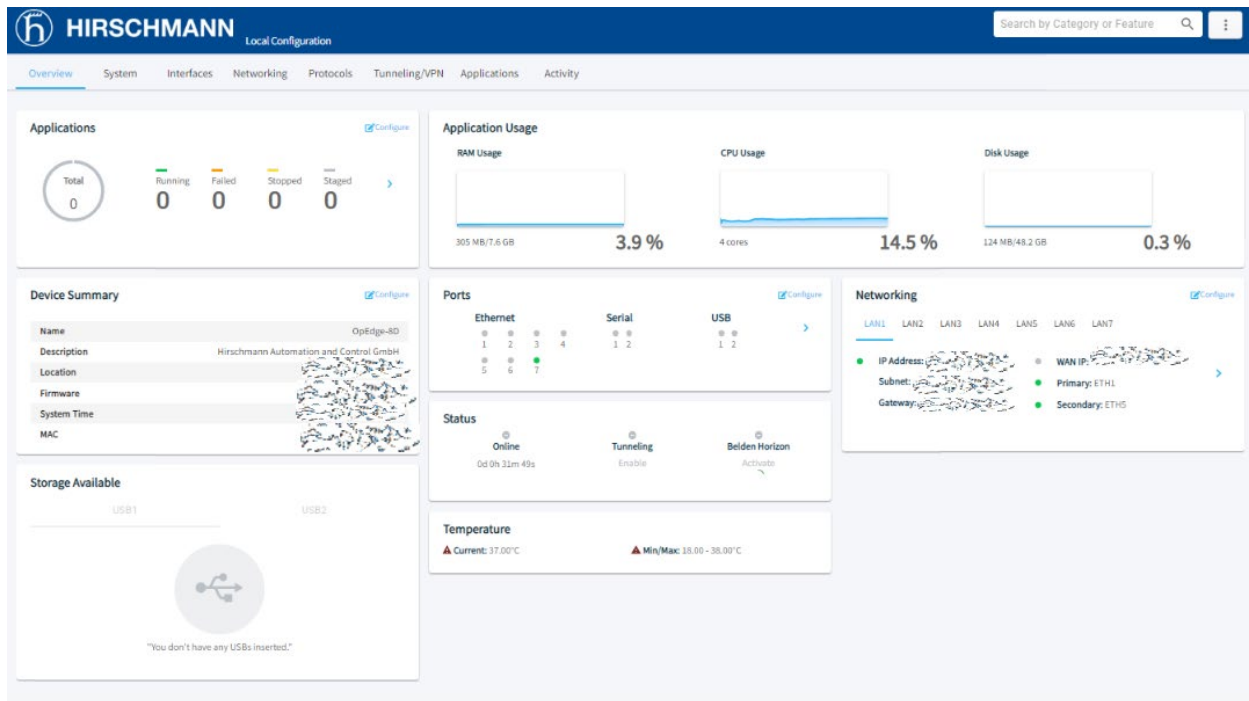 HIRSCHMANN
Local Configuration
Search by Category or Feature
Overview System Interfaces Networking Protocols Tunneling/VPN Applications Activity
Applications
Configure
Total
0
Running Failed Stopped Staged
0 0 0 0
Application Usage
RAM Usage
305 MB/7.6 GB
3.9 %
CPU Usage
4 cores
14.5 %
Disk Usage
124 MB/48.2 GB
0.3 %
Device Summary
Configure
Name OpEdge-8D
Description Hirschmann Automation and Control GmbH
Location
Firmware
System Time
MAC
Ports
Configure
Ethernet
1 2 3 4
5 6 7
Serial
1 2
USB
1 2
Networking
Configure
LAN1 LAN2 LAN3 LAN4 LAN5 LAN6 LAN7
IP Address:
Subnet:
Gateway:
WAN IP:
Primary: ETH1
Secondary: ETH5
Status
Online
0d 0h 31m 49s
Tunneling
Enable
Belden Horizon
Activate
Storage Available
USB1 USB2
"You don't have any USBs inserted."
Temperature
Current: 37.00°C
Min/Max: 18.00 - 38.00°C